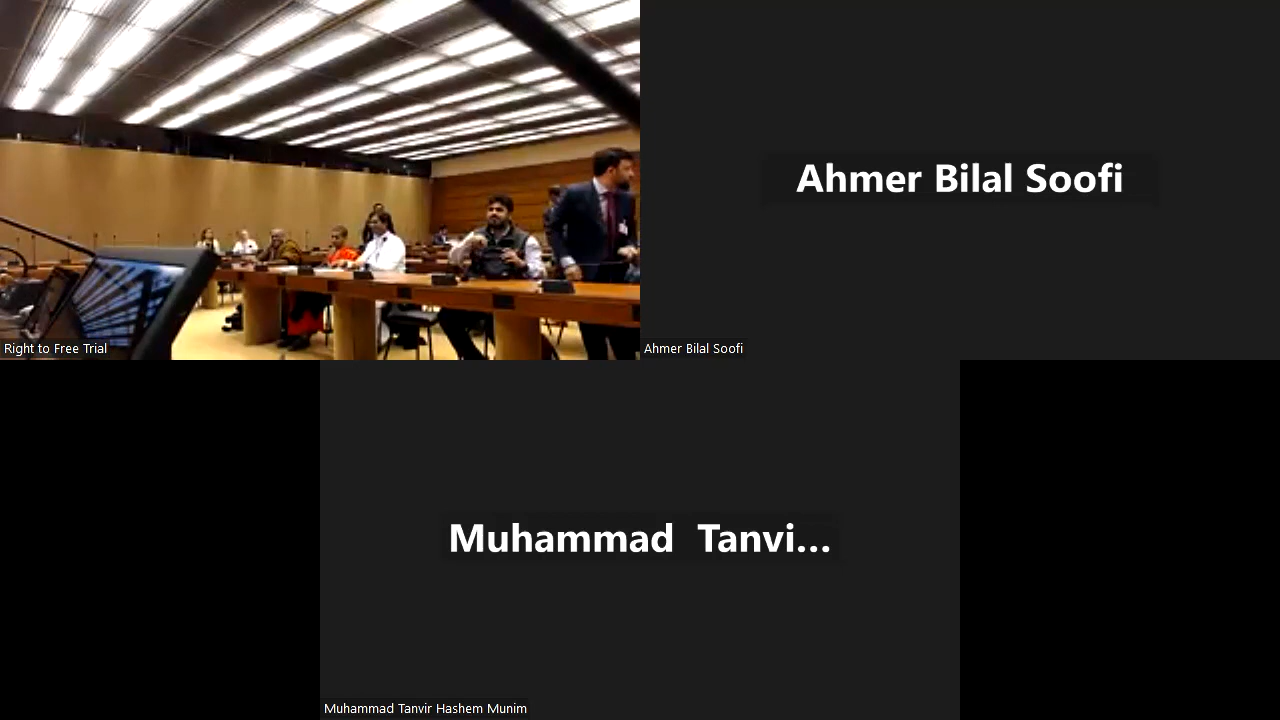 Ahmer Bilal Soofi
Right to Free Trial
Ahmer Bilal Soofi
Muhammad Tanvi...
Muhammad Tanvir Hashem Munim